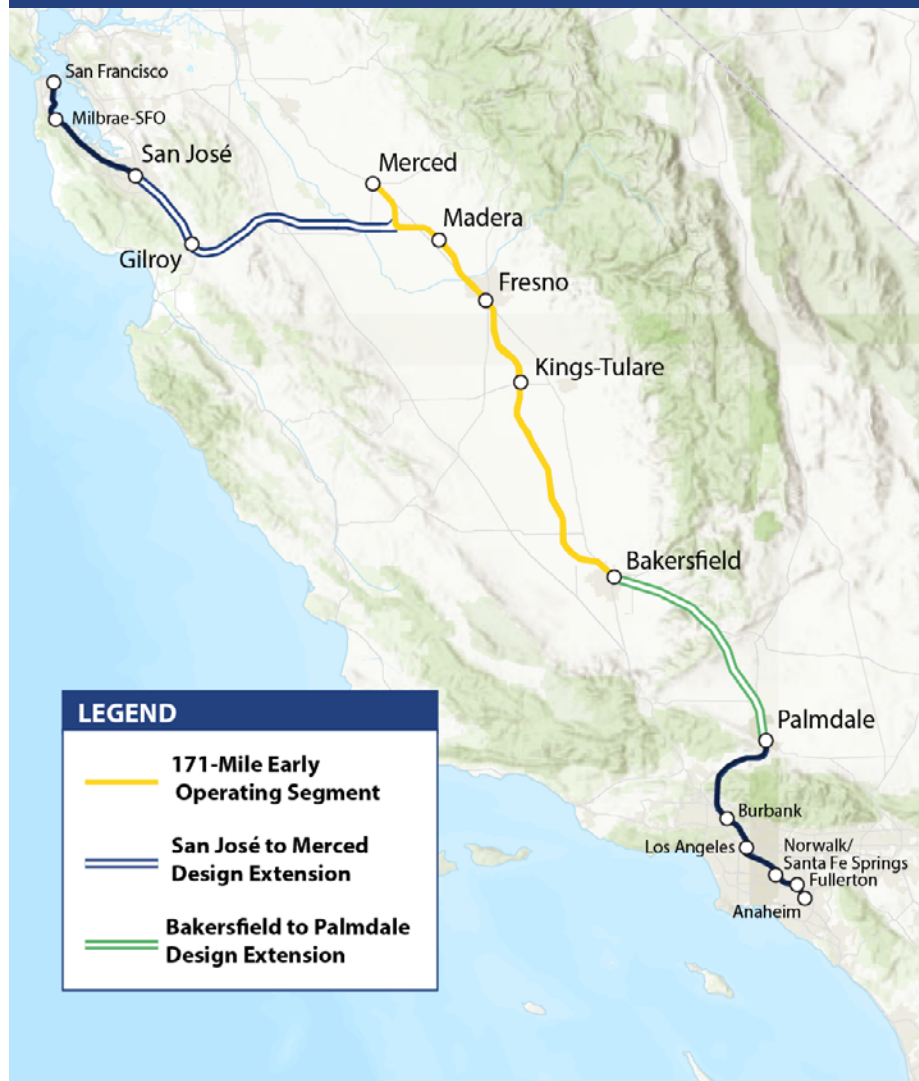 San Francisco
Milbrae-SFO
San José
Merced
Madera
Gilroy
Fresno
Kings-Tulare
Bakersfield
Palmdale
Burbank
Los Angeles
Norwalk/
Santa Fe Springs
Fullerton
Anaheim
LEGEND
171-Mile Early
Operating Segment
San José to Merced
Design Extension
Bakersfield to Palmdale
Design Extension